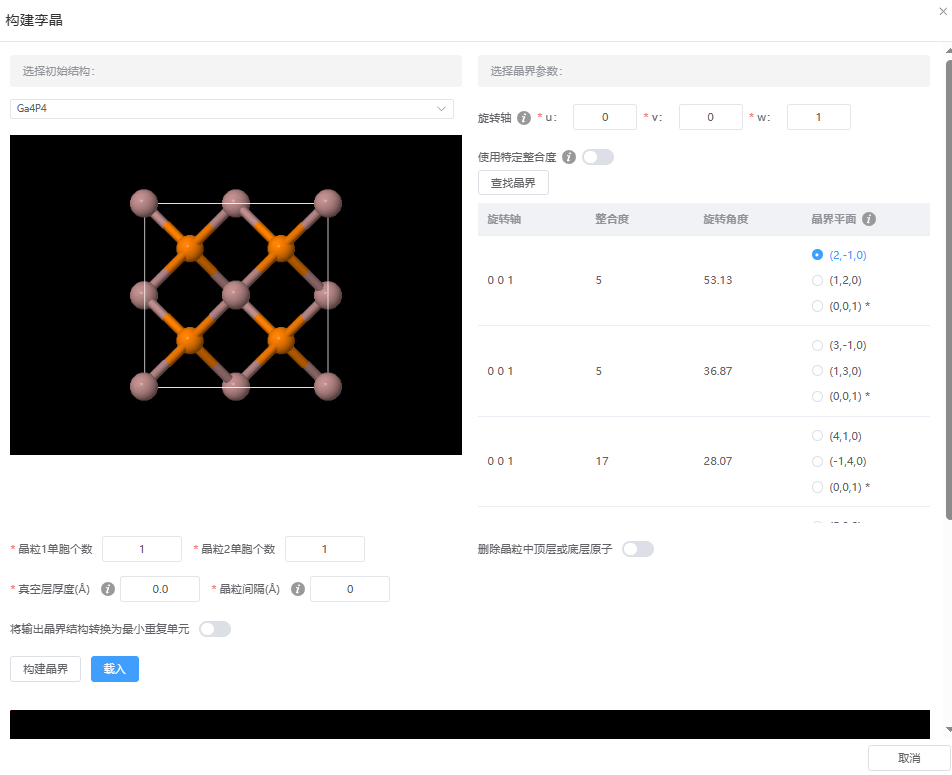 构建孪晶
选择初始结构:
选择晶界参数:
Ga4P4
旋转轴 * u: 0 * v: 0 * w: 1
使用特定整合度
查找晶界
旋转轴 整合度 旋转角度 晶界平面
0 0 1 5 53.13
(2,-1,0)
(1,2,0)
(0,0,1) *
0 0 1 5 36.87
(3,-1,0)
(1,3,0)
(0,0,1) *
0 0 1 17 28.07
(4,1,0)
(-1,4,0)
(0,0,1) *
* 晶粒1单胞个数 1 * 晶粒2单胞个数 1
删除晶粒中顶层或底层原子
* 真空层厚度(Å) 0.0 * 晶粒间隔(Å) 0
将输出晶界结构转换为最小重复单元
构建晶界 载入
取消